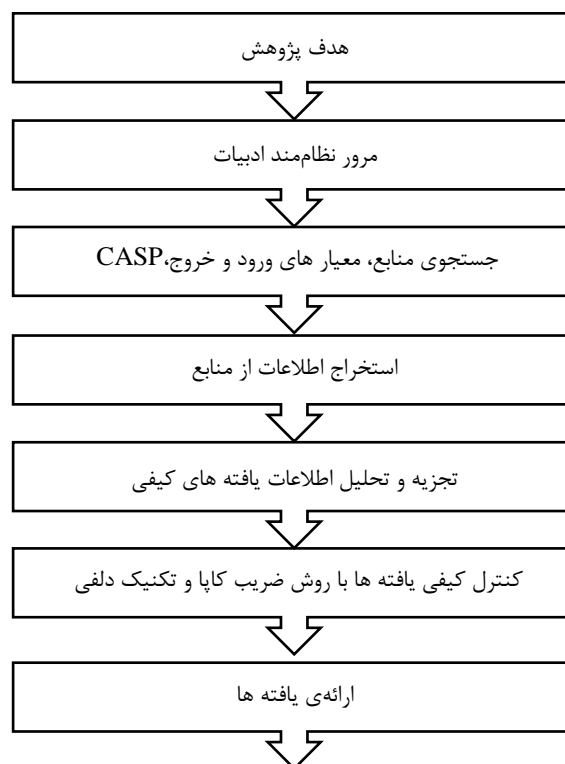 هدف پژوهش
مرور نظام‌مند ادبیات
جستجوی منابع، معیار های ورود و خروج،CASP
استخراج اطلاعات از منابع
تجزیه و تحلیل اطلاعات یافته های کیفی
کنترل کیفی یافته ها با روش ضریب کاپا و تکنیک دلفی
ارائه‌ی یافته ها